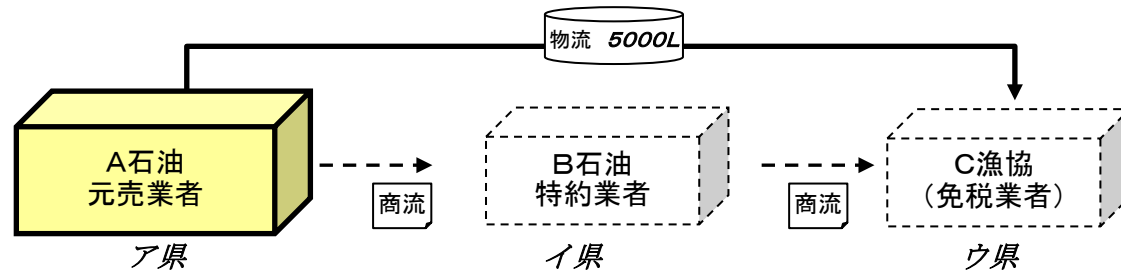 物流 5000L
A石油
元売業者
商流
B石油
特約業者
商流
C漁協
（免税業者）
ア県
イ県
ウ県